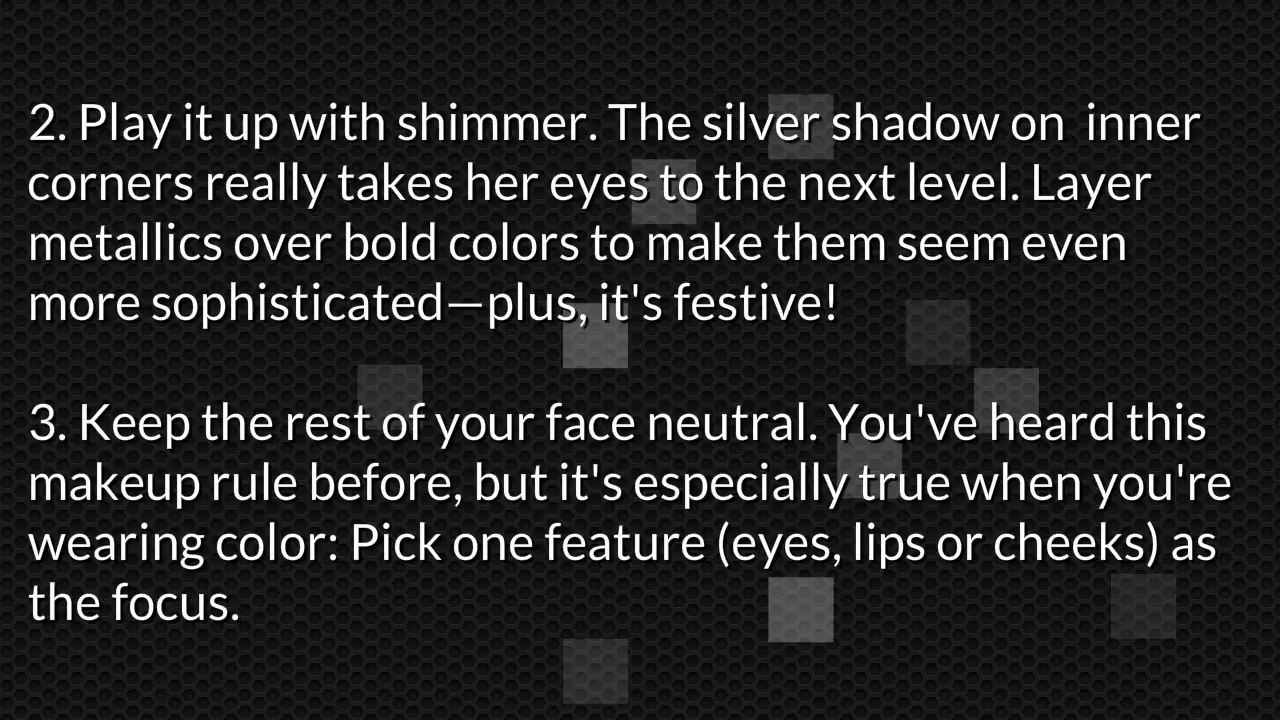 2. Play it up with shimmer. The silver shadow on  inner
corners really takes her eyes to the next level. Layer
metallics over bold colors to make them seem even
more sophisticated—plus, it's festive!
3. Keep the rest of your face neutral. You've heard this
makeup rule before, but it's especially true when you're
wearing color: Pick one feature (eyes, lips or cheeks) as
the focus.